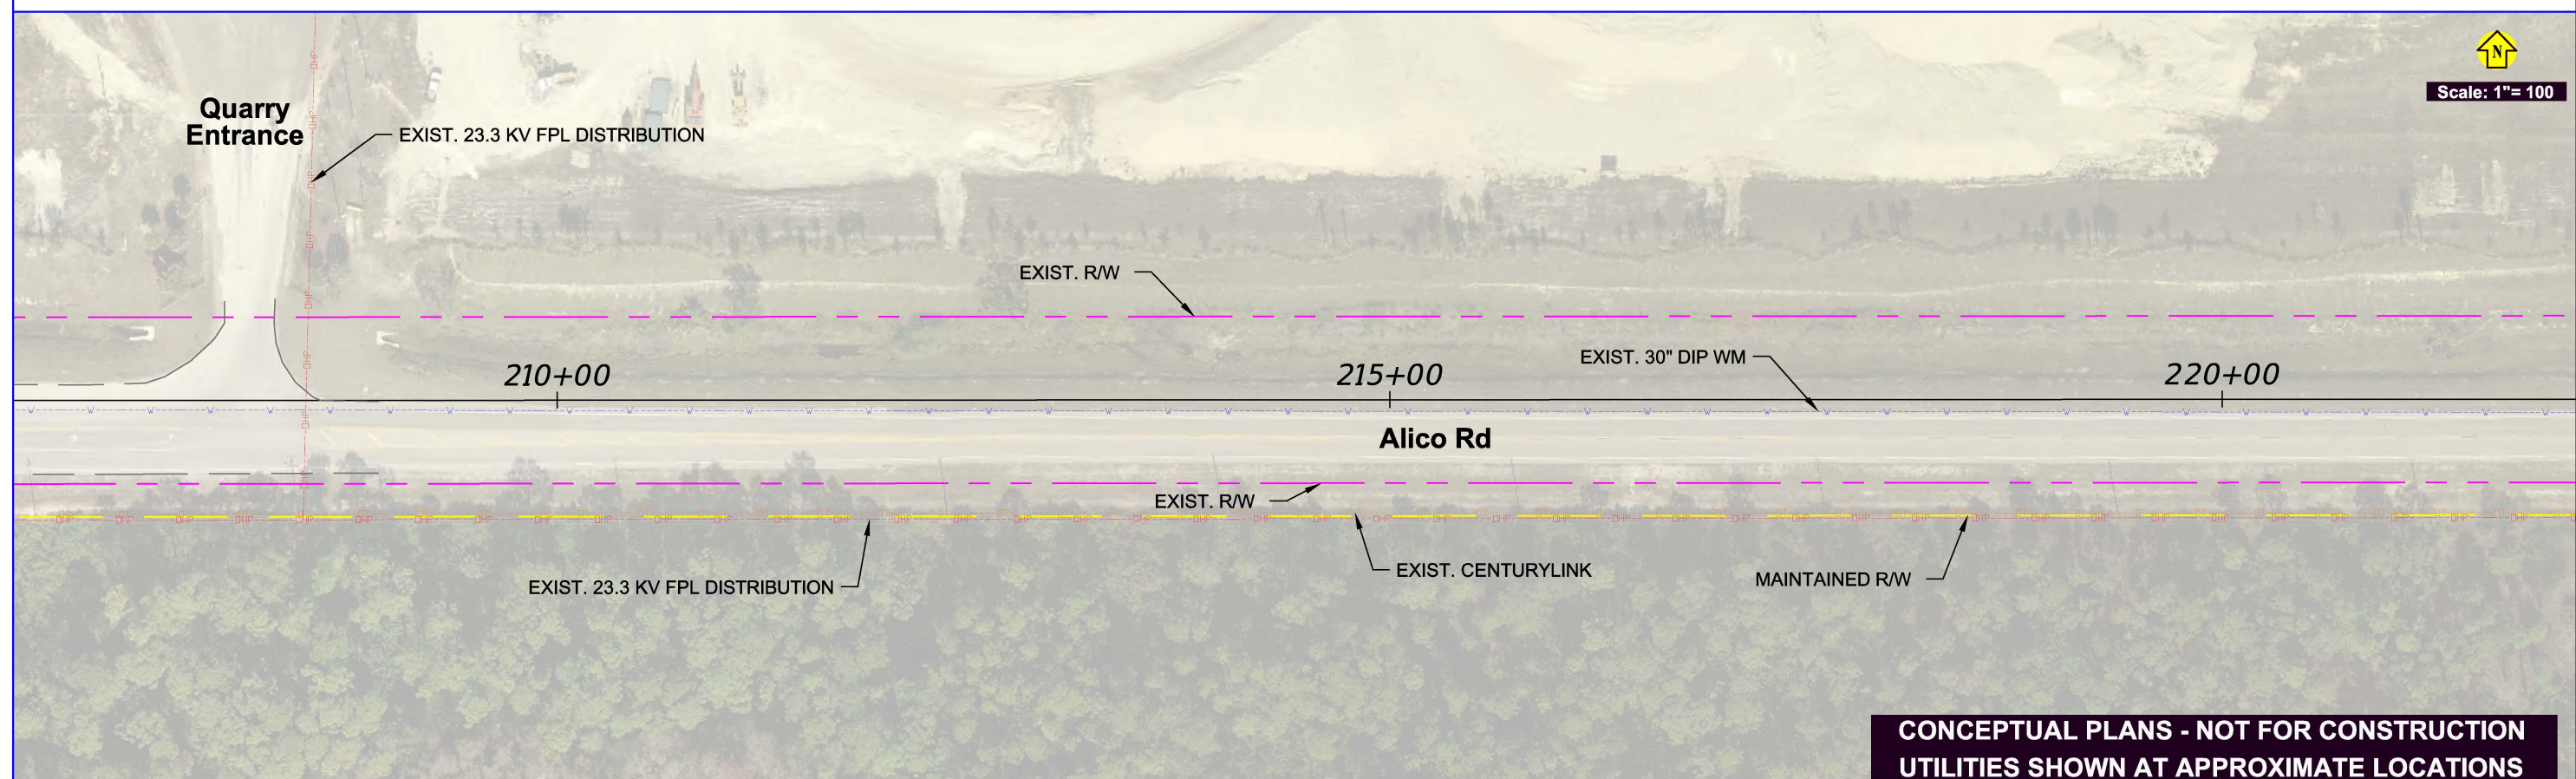 N
Scale: 1"= 100
Quarry
Entrance
EXIST. 23.3 KV FPL DISTRIBUTION
EXIST. R/W
EXIST. 30" DIP WM
210+00
215+00
220+00
Alico Rd
EXIST. R/W
EXIST. 23.3 KV FPL DISTRIBUTION
EXIST. CENTURYLINK
MAINTAINED R/W
CONCEPTUAL PLANS - NOT FOR CONSTRUCTION
UTILITIES SHOWN AT APPROXIMATE LOCATIONS